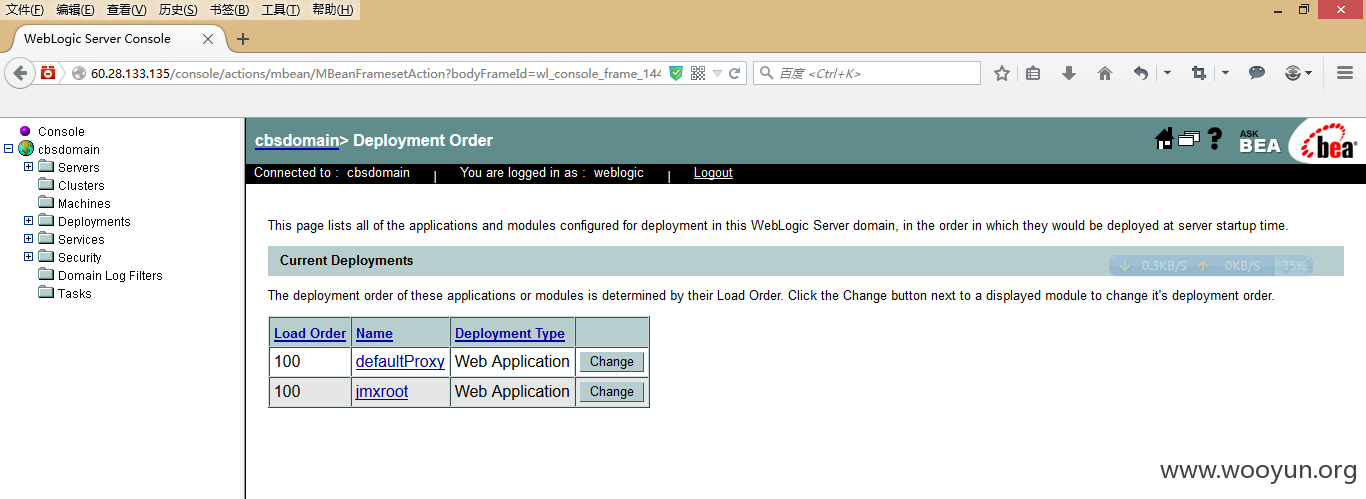 文件(F) 编辑(E) 查看(V) 历史(S) 书签(B) 工具(T) 帮助(H)
WebLogic Server Console
60.28.133.135/console/actions/mbean/MBeanFramesetAction?bodyFrameId=wl_console_frame_144
百度 <Ctrl+K>
Console
cbsdomain
Servers
Clusters
Machines
Deployments
Services
Security
Domain Log Filters
Tasks
cbsdomain> Deployment Order
ASK BEA
bea
Connected to : cbsdomain | You are logged in as : weblogic | Logout
This page lists all of the applications and modules configured for deployment in this WebLogic Server domain, in the order in which they would be deployed at server startup time.
Current Deployments
0.3KB/S 0KB/S 35%
The deployment order of these applications or modules is determined by their Load Order. Click the Change button next to a displayed module to change it's deployment order.
Load Order Name Deployment Type
100 defaultProxy Web Application Change
100 jmxroot Web Application Change
www.wooyun.org